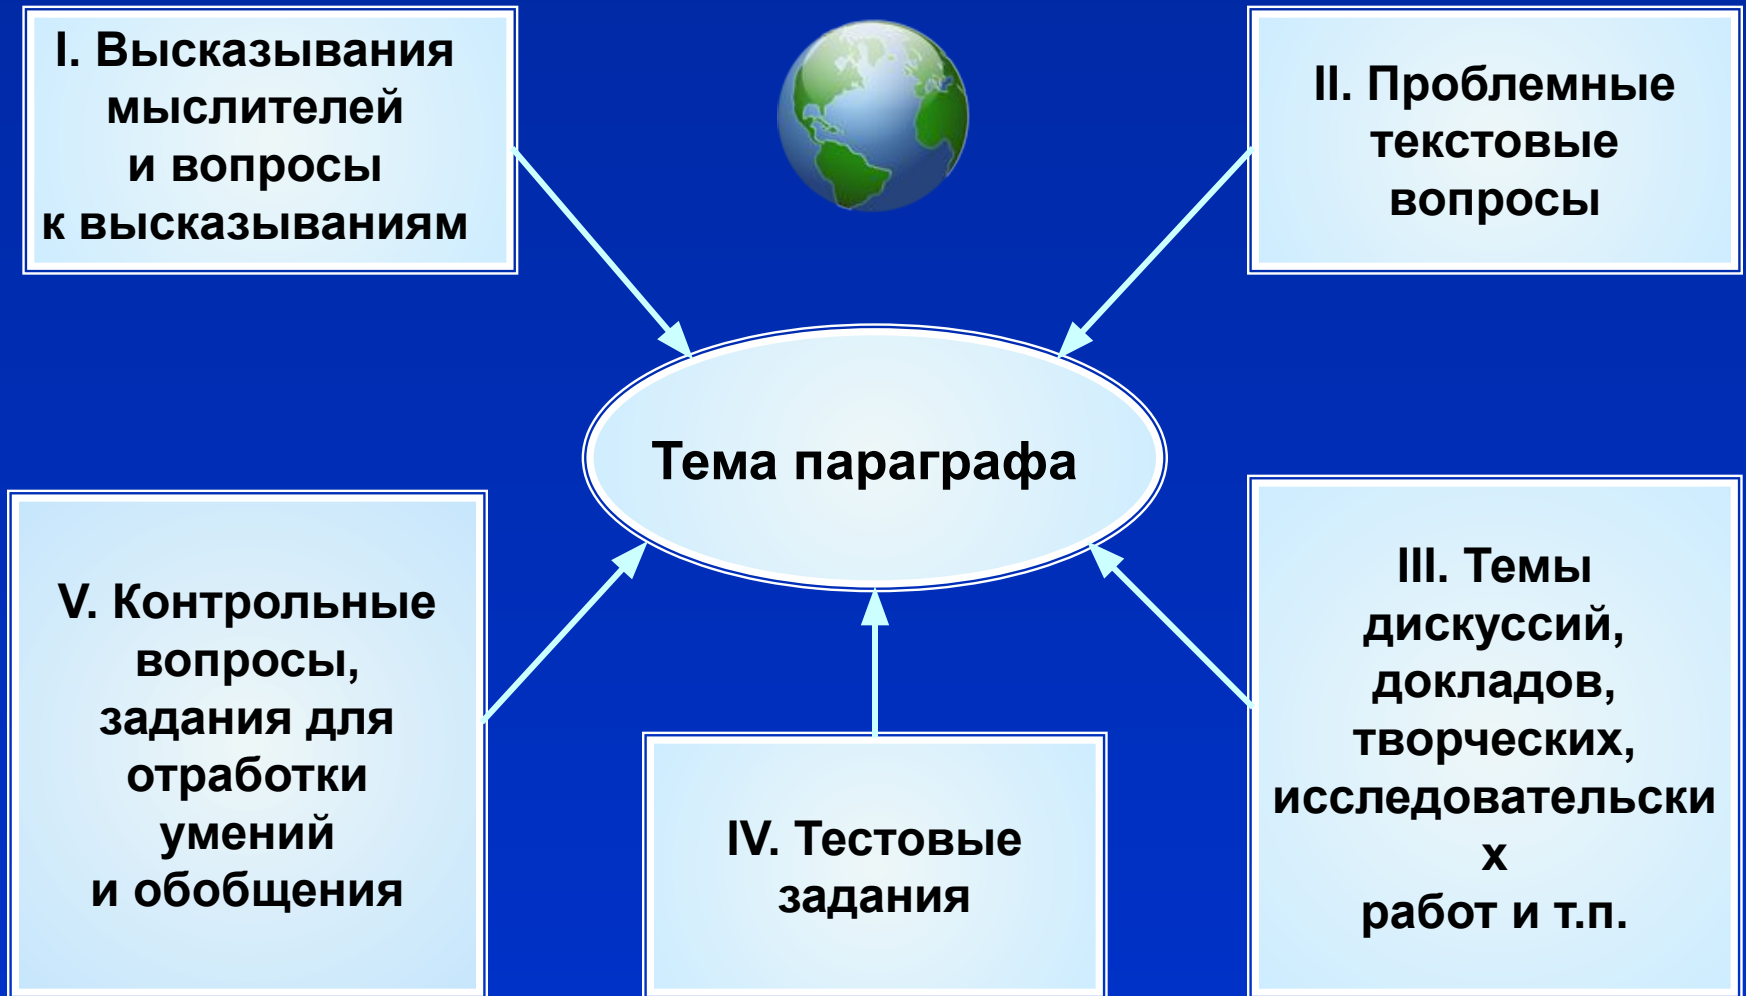 I. Высказывания
мыслителей
и вопросы
к высказываниям
II. Проблемные
текстовые
вопросы
Тема параграфа
III. Темы
дискуссий,
докладов,
творческих,
исследовательски
х
работ и т.п.
IV. Тестовые
задания
V. Контрольные
вопросы,
задания для
отработки
умений
и обобщения